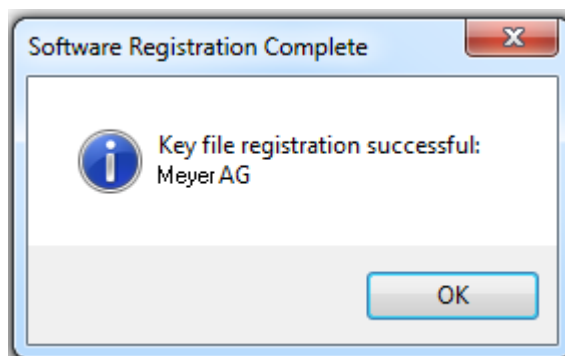 Software Registration Complete
Key file registration successful:
Meyer AG
OK